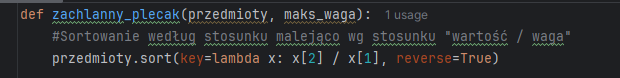 def zachlanny_plecak(przedmioty, maks_waga): 1 usage
#Sortowanie według stosunku malejąco wg stosunku "wartość / waga"
przedmioty.sort(key=lambda x: x[2] / x[1], reverse=True)